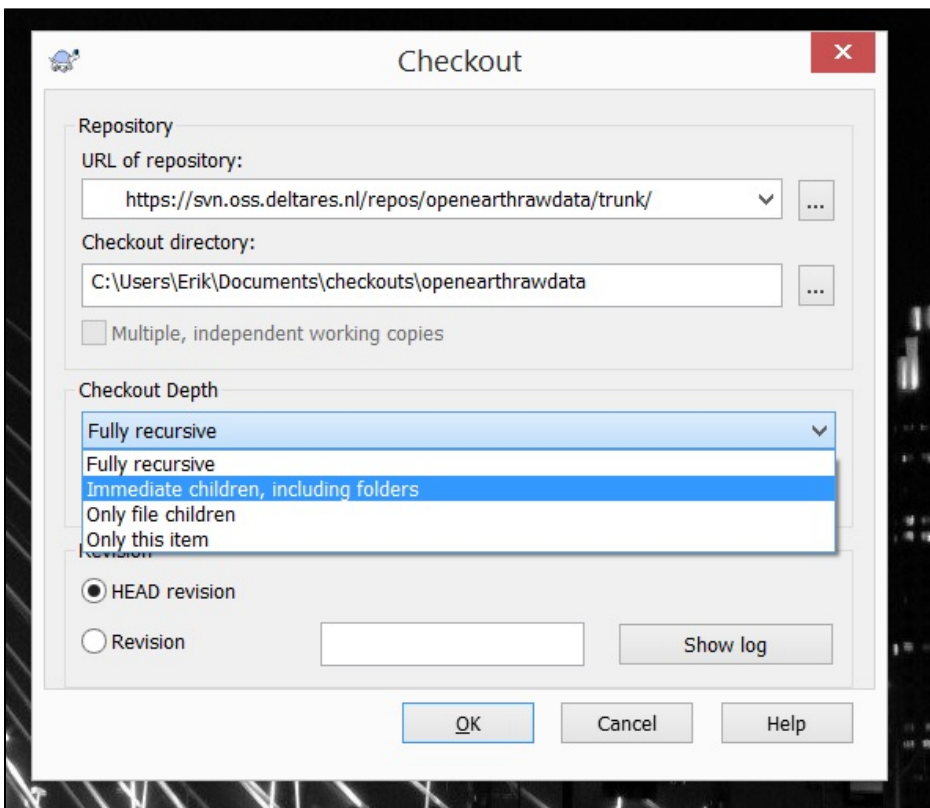 Checkout
Repository
URL of repository:
https://svn.oss.deltares.nl/repos/openearthrawdata/trunk/
...
Checkout directory:
C:\Users\Erik\Documents\checkouts\openearthrawdata
...
Multiple, independent working copies
Checkout Depth
Fully recursive
Fully recursive
Immediate children, including folders
Only file children
Only this item
Revision
HEAD revision
Revision
Show log
OK
Cancel
Help